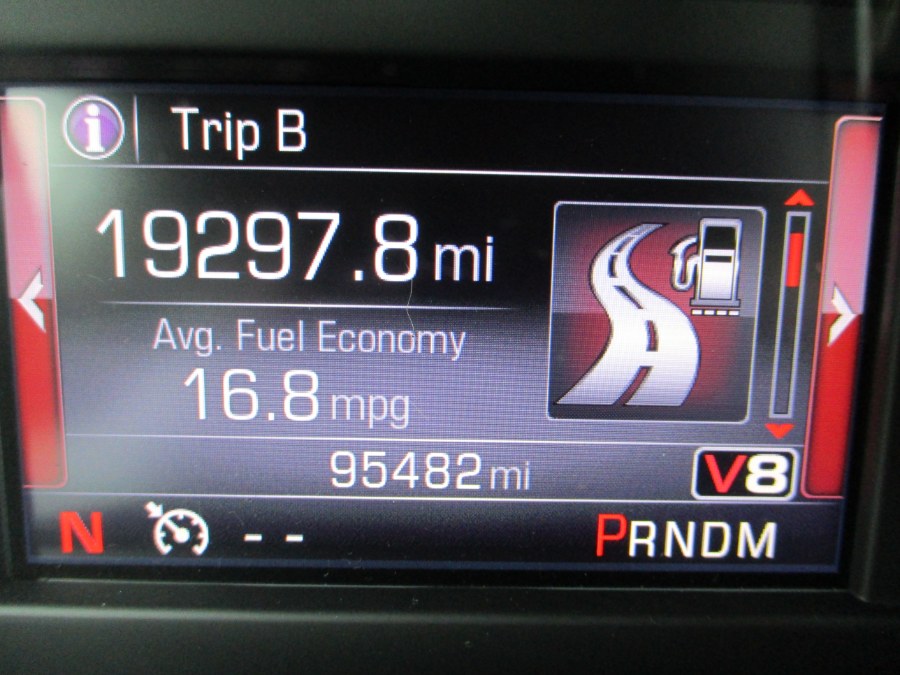 i Trip B
19297.8 mi
Avg. Fuel Economy
16.8 mpg
95482 mi V8
N -- PRNDM